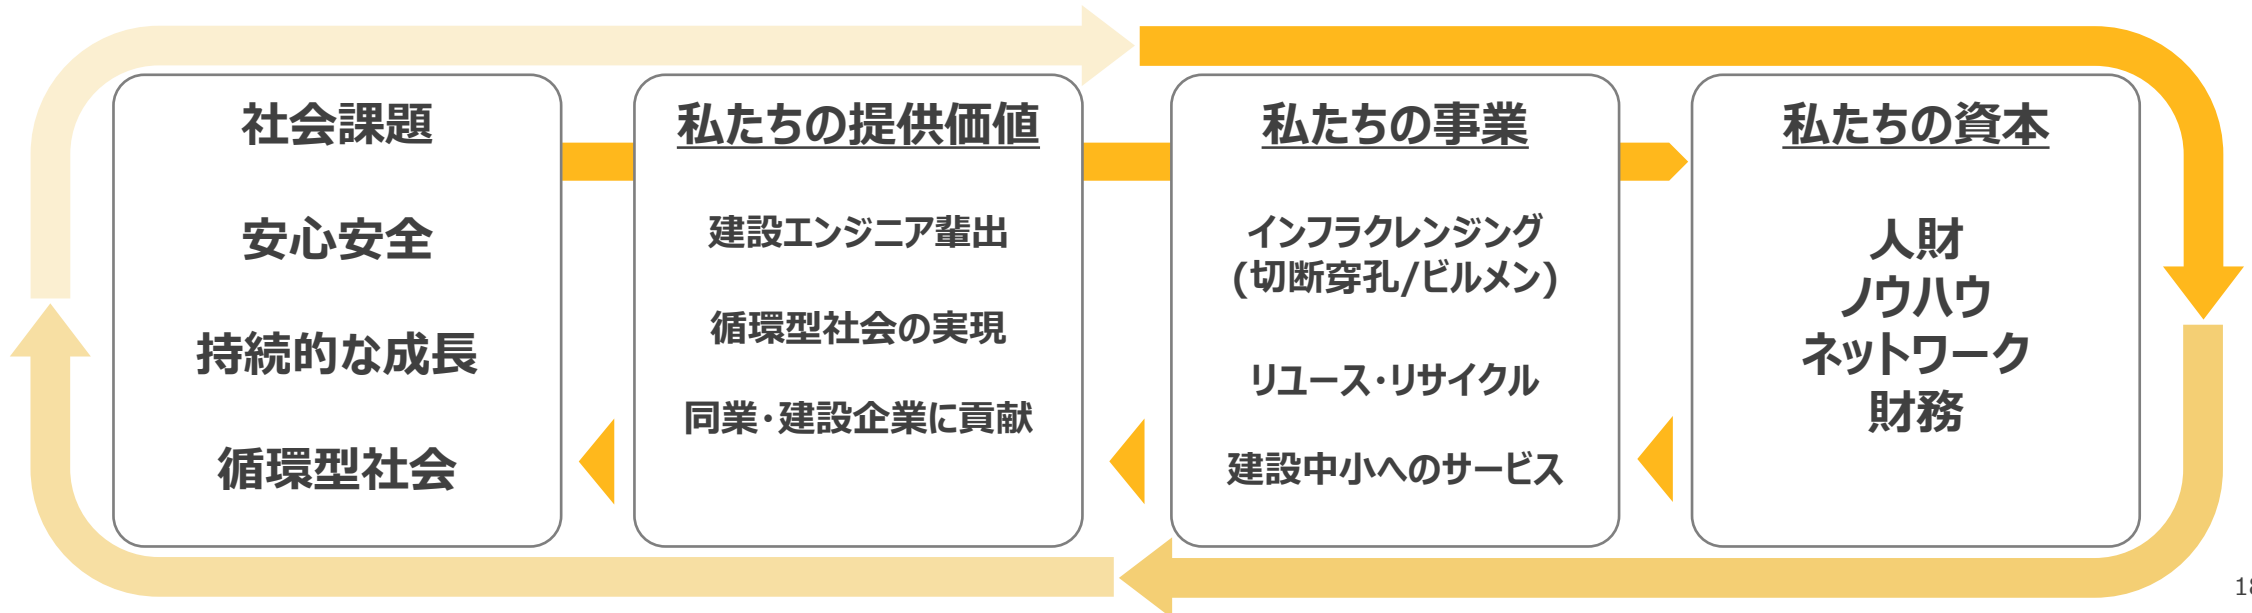 社会課題
安心安全
持続的な成長
循環型社会
私たちの提供価値
建設エンジニア輩出
循環型社会の実現
同業・建設企業に貢献
私たちの事業
インフラクレンジング
(切断穿孔/ビルメン)
リユース・リサイクル
建設中小へのサービス
私たちの資本
人財
ノウハウ
ネットワーク
財務
18